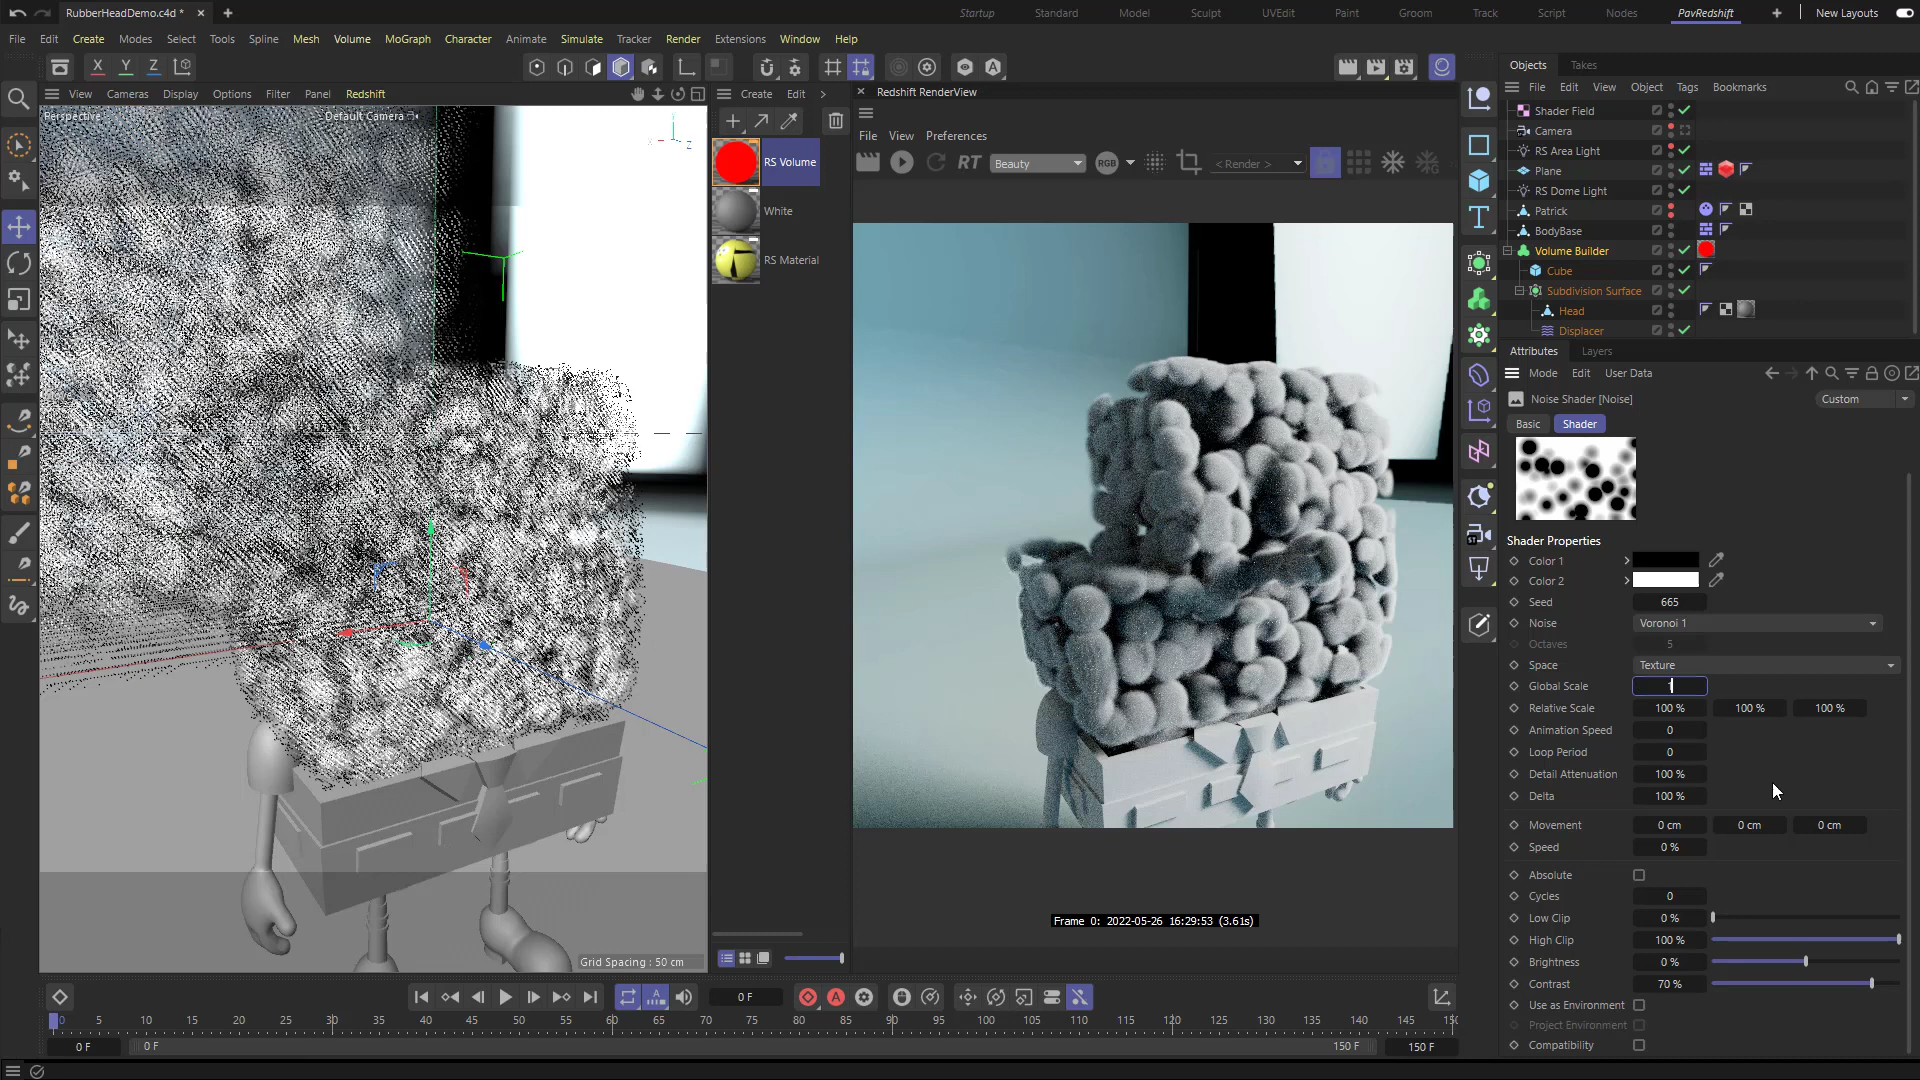 RubberHeadDemo.c4d *
Startup
Standard
Model
Sculpt
UVEdit
Paint
Groom
Track
Script
Nodes
PavRedshift
New Layouts
File
Edit
Create
Modes
Select
Tools
Spline
Mesh
Volume
MoGraph
Character
Animate
Simulate
Tracker
Render
Extensions
Window
Help
X
Y
Z
View
Cameras
Display
Options
Filter
Panel
Redshift
Perspective
Default Camera
Grid Spacing : 50 cm
Create
Edit
RS Volume
White
RS Material
Redshift RenderView
File
View
Preferences
RT
Beauty
RGB
< Render >
Frame 0: 2022-05-26 16:29:53 (3.61s)
Objects
Takes
File
Edit
View
Object
Tags
Bookmarks
Shader Field
Camera
RS Area Light
Plane
RS Dome Light
Patrick
BodyBase
Volume Builder
Cube
Subdivision Surface
Head
Displacer
Attributes
Layers
Mode
Edit
User Data
Noise Shader [Noise]
Custom
Basic
Shader
Shader Properties
Color 1
Color 2
Seed
665
Noise
Voronoi 1
Octaves
5
Space
Texture
Global Scale
1
Relative Scale
100 %
100 %
100 %
Animation Speed
0
Loop Period
0
Detail Attenuation
100 %
Delta
100 %
Movement
0 cm
0 cm
0 cm
Speed
0 %
Absolute
Cycles
0
Low Clip
0 %
High Clip
100 %
Brightness
0 %
Contrast
70 %
Use as Environment
Project Environment
Compatibility
0 F
0 5 10 15 20 25 30 35 40 45 50 55 60 65 70 75 80 85 90 95 100 105 110 115 120 125 130 135 140 145
0 F
0 F
150 F
150 F